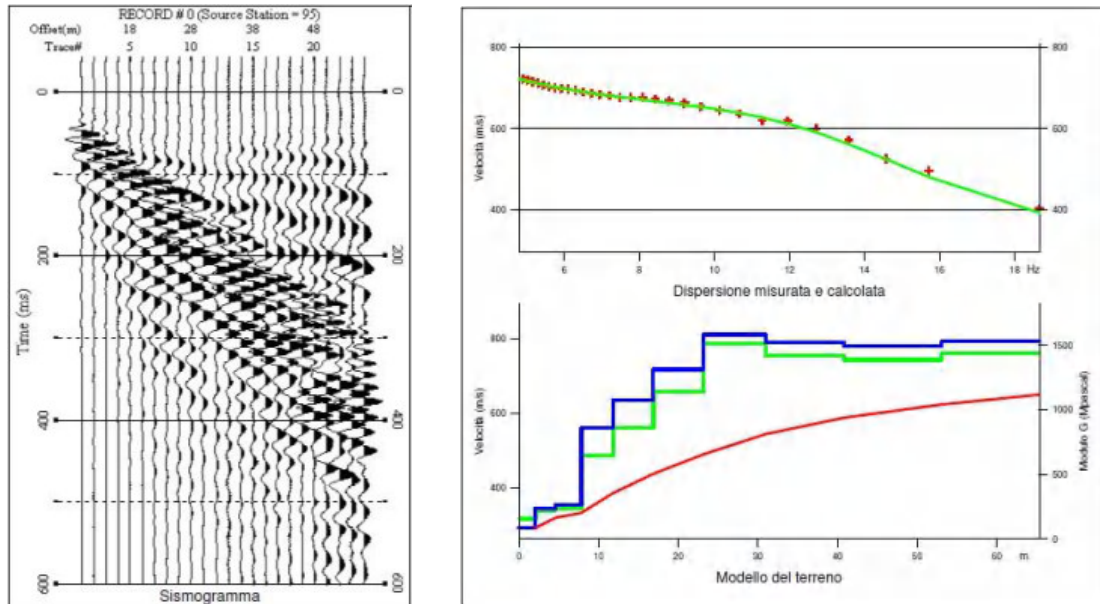 RECORD # 0 (Source Station = 95)
Offset(m) 18 28 38 48
Trace# 5 10 15 20
0 0
200 200
400 400
600 600
Time (ms)
Sismogramma
800 800
600 600
400 400
Velocità (m/s)
6 8 10 12 14 16 18 Hz
Dispersione misurata e calcolata
800 1500
600 1000
400 500
0
Velocità (m/s)
Modulo G (Mpascal)
0 10 20 30 40 50 60 m
Modello del terreno